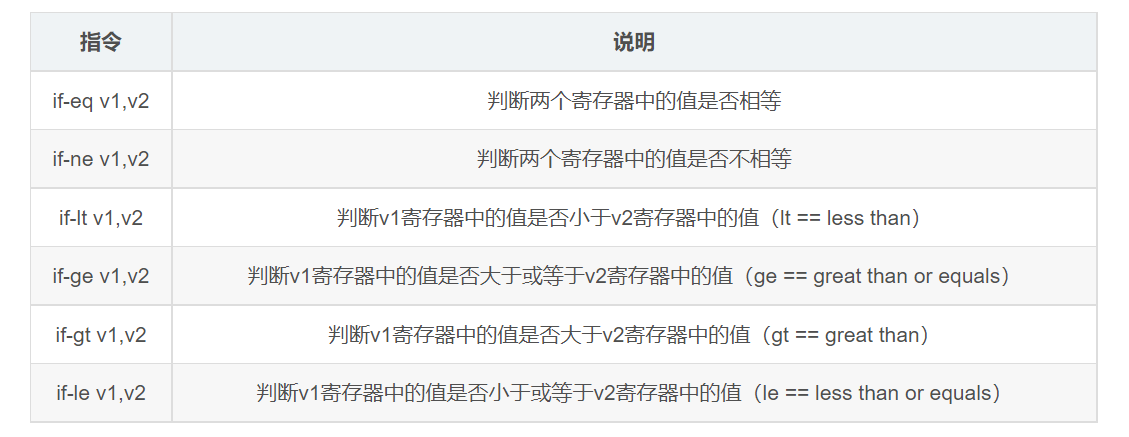 指令 说明
if-eq v1,v2 判断两个寄存器中的值是否相等
if-ne v1,v2 判断两个寄存器中的值是否不相等
if-lt v1,v2 判断v1寄存器中的值是否小于v2寄存器中的值（lt == less than）
if-ge v1,v2 判断v1寄存器中的值是否大于或等于v2寄存器中的值（ge == great than or equals）
if-gt v1,v2 判断v1寄存器中的值是否大于v2寄存器中的值（gt == great than）
if-le v1,v2 判断v1寄存器中的值是否小于或等于v2寄存器中的值（le == less than or equals）